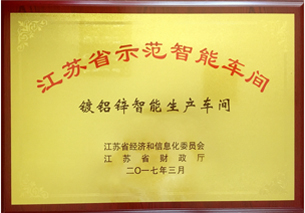 江苏省示范智能车间
镀铝锌智能生产车间
江苏省经济和信息化委员会
江苏省财政厅
二〇一七年三月